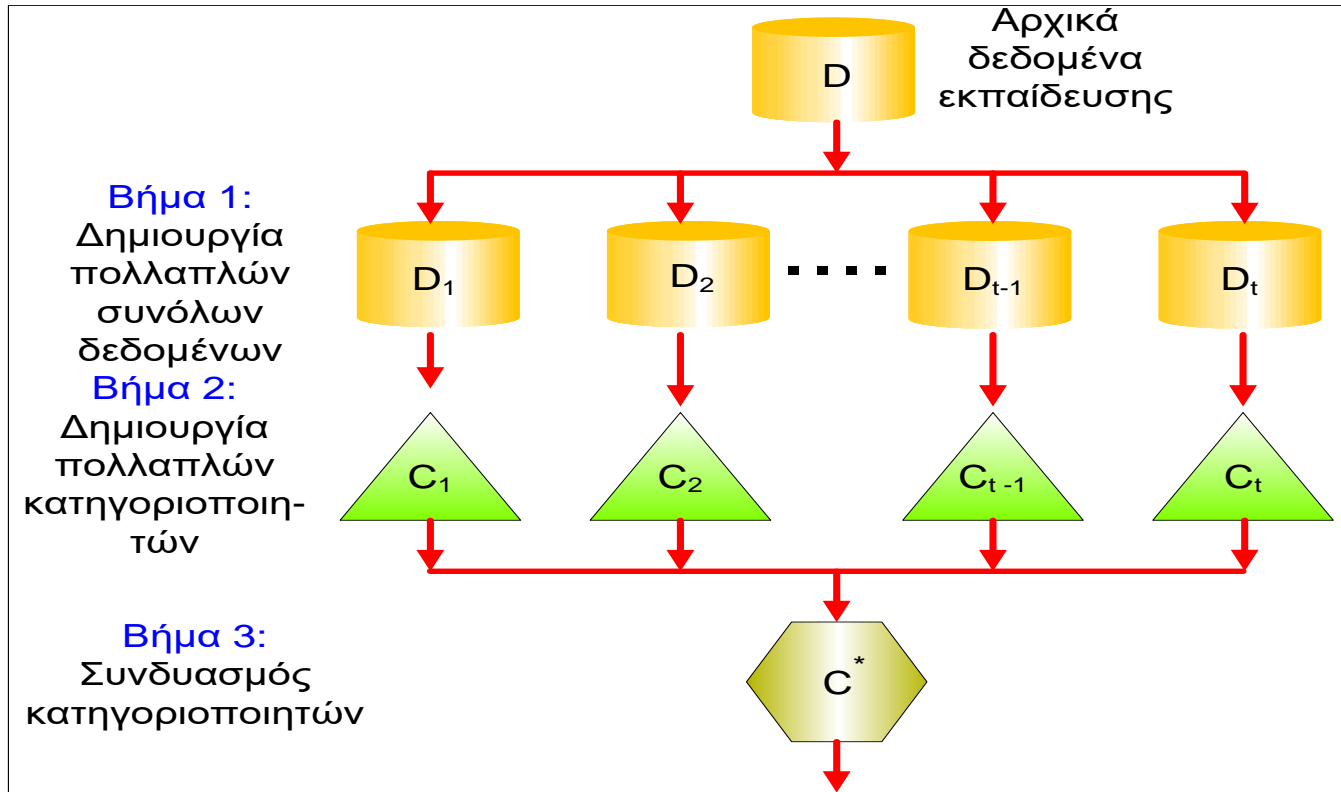 D
Αρχικά
δεδομένα
εκπαίδευσης
Βήμα 1:
Δημιουργία
πολλαπλών
συνόλων
δεδομένων
D1
D2
....
Dt-1
Dt
Βήμα 2:
Δημιουργία
πολλαπλών
κατηγοριοποιη-
τών
C1
C2
Ct -1
Ct
Βήμα 3:
Συνδυασμός
κατηγοριοποιητών
C*